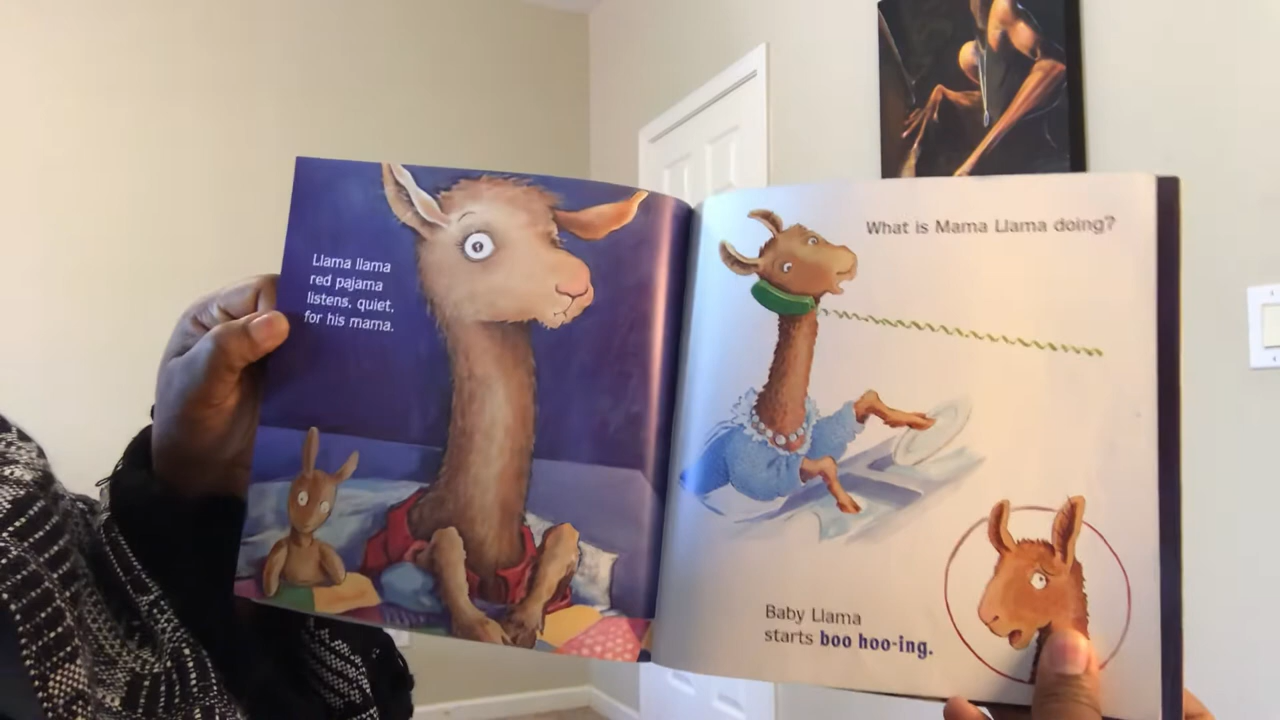 Llama llama
red pajama
listens, quiet,
for his mama.
What is Mama Llama doing?
Baby Llama
starts boo hoo-ing.